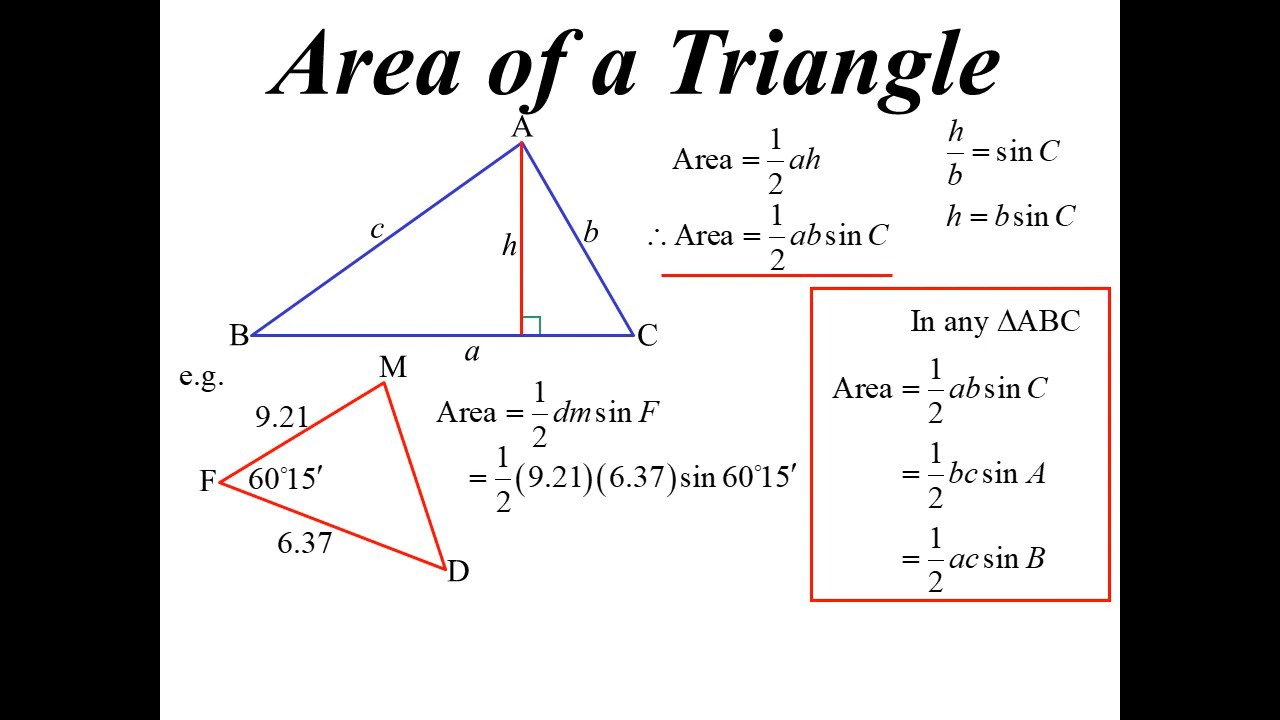 Area of a Triangle
A
c
h
b
B
a
C
Area = 1/2 ah
∴ Area = 1/2 ab sin C
h/b = sin C
h = b sin C
In any ΔABC
Area = 1/2 ab sin C
= 1/2 bc sin A
= 1/2 ac sin B
e.g.
M
9.21
F
60°15′
6.37
D
Area = 1/2 dm sin F
= 1/2 (9.21)(6.37) sin 60°15′